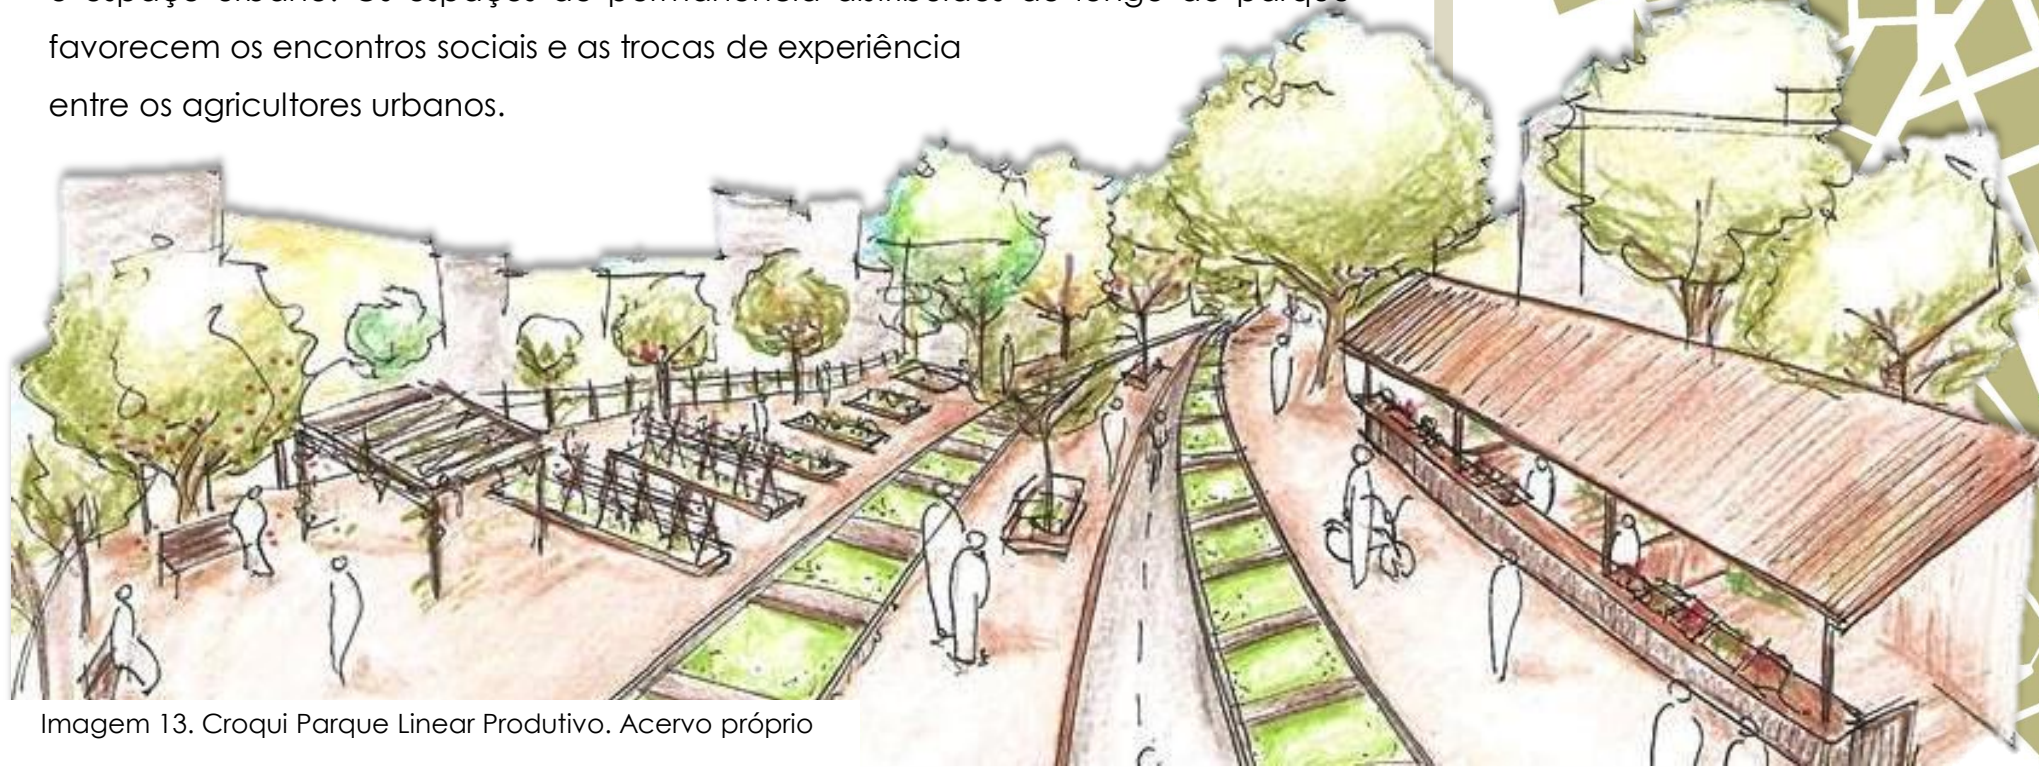 favorecem os encontros sociais e as trocas de experiência
entre os agricultores urbanos.
Imagem 13. Croqui Parque Linear Produtivo. Acervo próprio